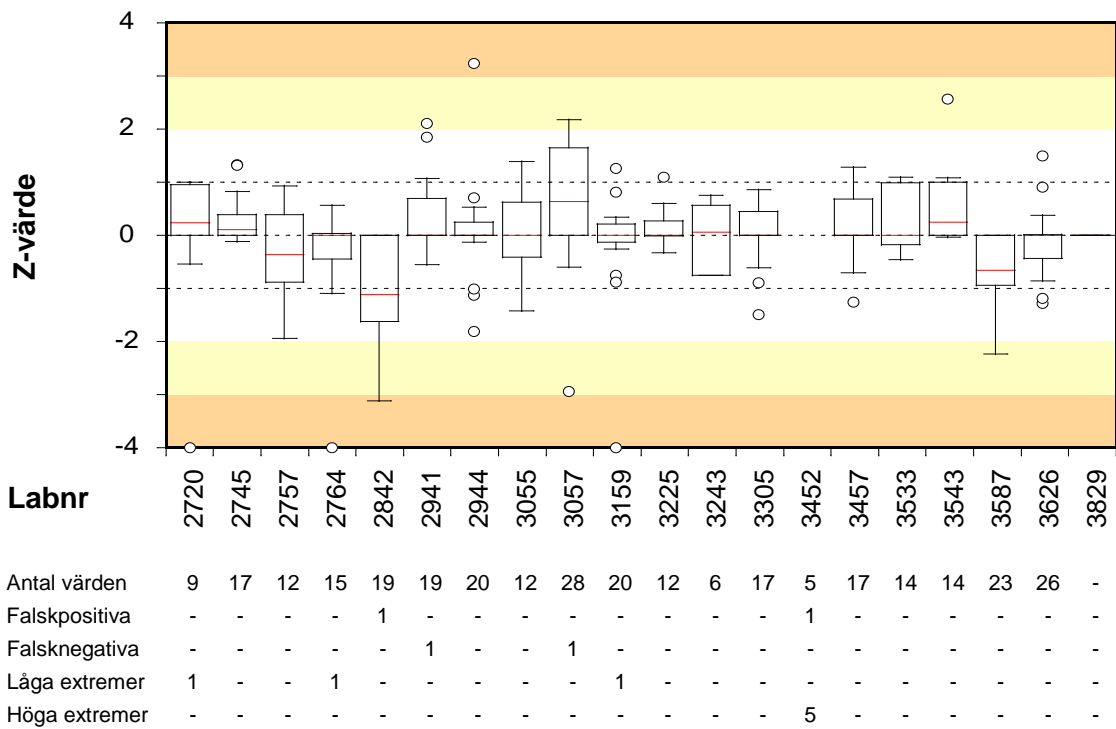 4
2
0
-2
-4
Z-värde
Labnr 2720 2745 2757 2764 2842 2941 2944 3055 3057 3159 3225 3243 3305 3452 3457 3533 3543 3587 3626 3829
Antal värden 9 17 12 15 19 19 20 12 28 20 12 6 17 5 17 14 14 23 26 -
Falskpositiva - - - - 1 - - - - - - - - 1 - - - - - -
Falsknegativa - - - - - 1 - - 1 - - - - - - - - - - -
Låga extremer 1 - - 1 - - - - - 1 - - - - - - - - - -
Höga extremer - - - - - - - - - - - - - 5 - - - - - -